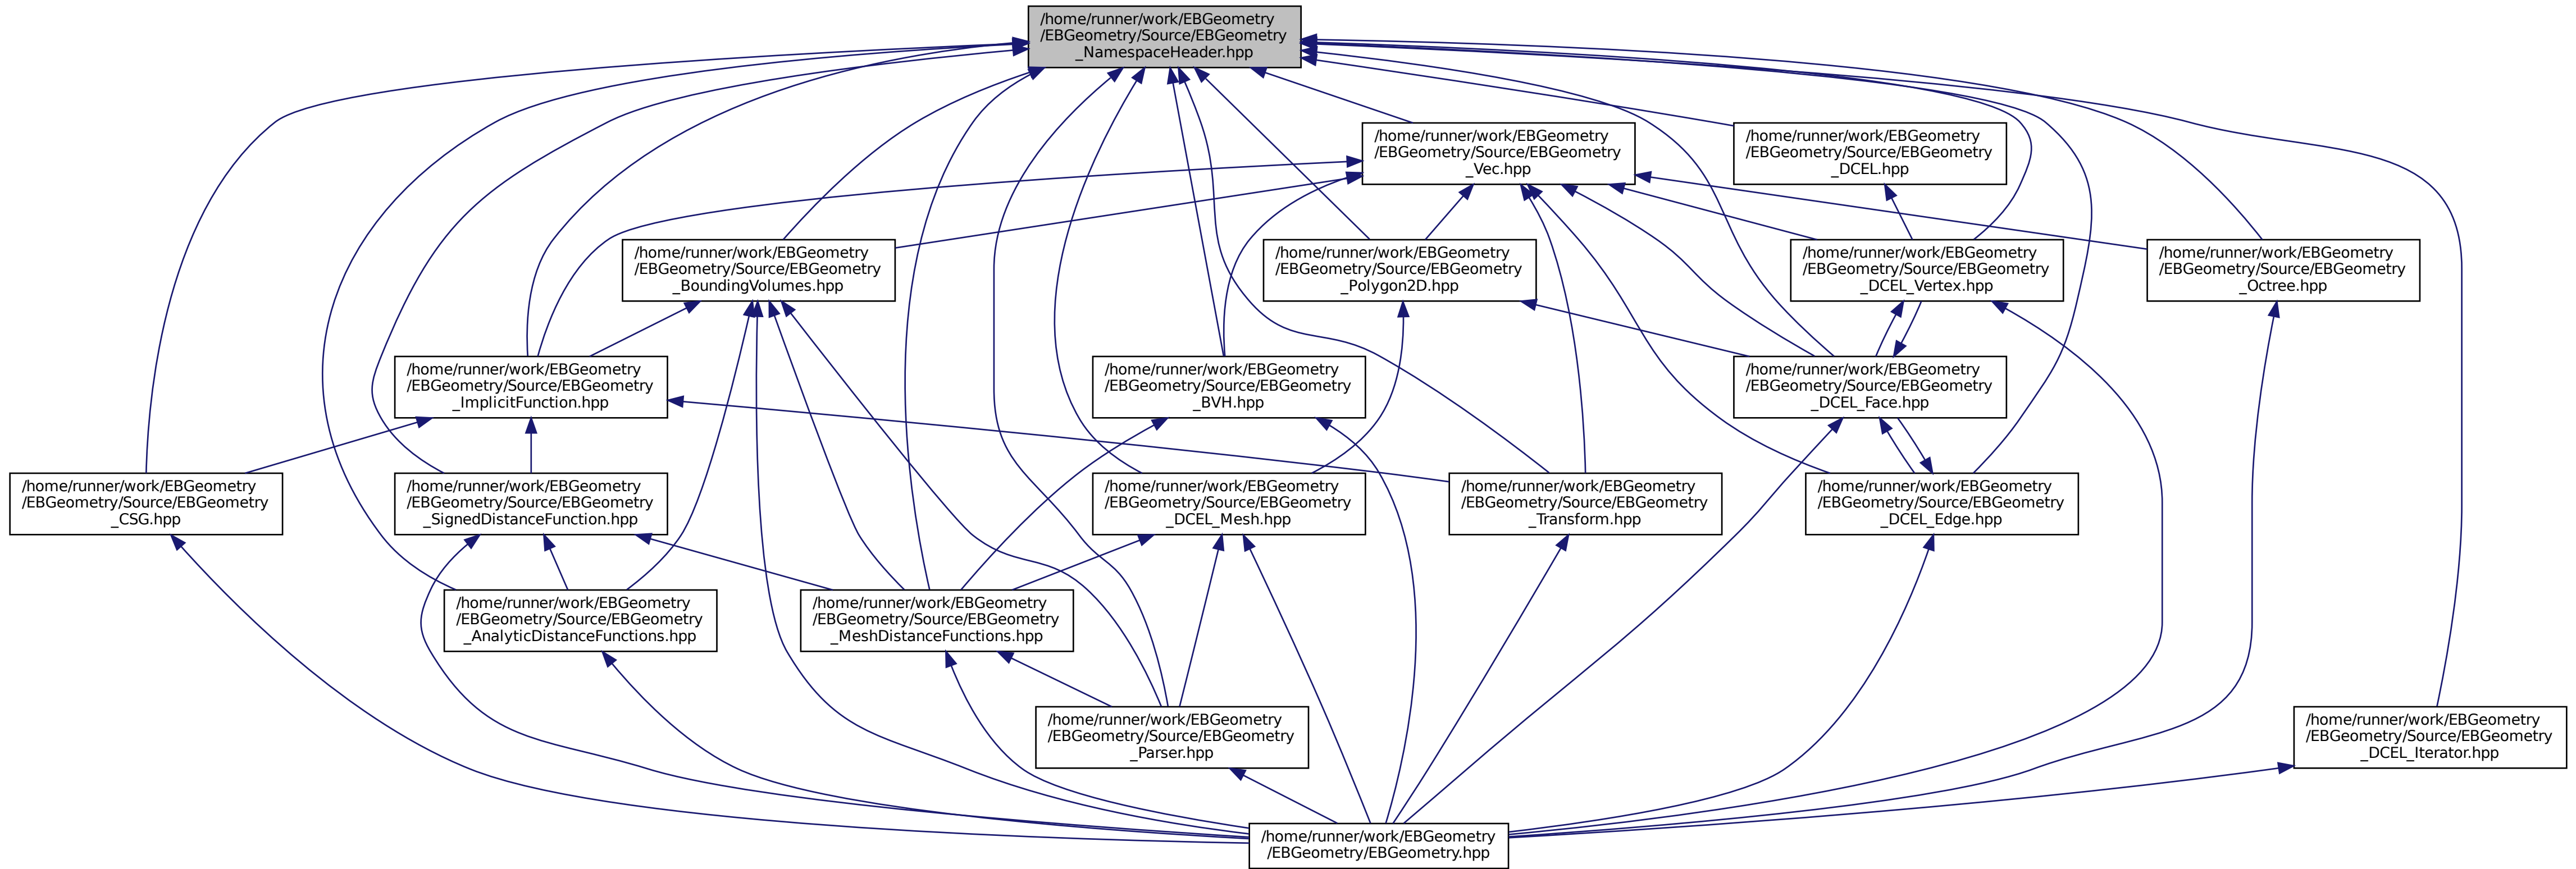 /home/runner/work/EBGeometry
/EBGeometry/Source/EBGeometry
_NamespaceHeader.hpp
/home/runner/work/EBGeometry
/EBGeometry/Source/EBGeometry
_Vec.hpp
/home/runner/work/EBGeometry
/EBGeometry/Source/EBGeometry
_DCEL.hpp
/home/runner/work/EBGeometry
/EBGeometry/Source/EBGeometry
_BoundingVolumes.hpp
/home/runner/work/EBGeometry
/EBGeometry/Source/EBGeometry
_Polygon2D.hpp
/home/runner/work/EBGeometry
/EBGeometry/Source/EBGeometry
_DCEL_Vertex.hpp
/home/runner/work/EBGeometry
/EBGeometry/Source/EBGeometry
_Octree.hpp
/home/runner/work/EBGeometry
/EBGeometry/Source/EBGeometry
_ImplicitFunction.hpp
/home/runner/work/EBGeometry
/EBGeometry/Source/EBGeometry
_BVH.hpp
/home/runner/work/EBGeometry
/EBGeometry/Source/EBGeometry
_DCEL_Face.hpp
/home/runner/work/EBGeometry
/EBGeometry/Source/EBGeometry
_CSG.hpp
/home/runner/work/EBGeometry
/EBGeometry/Source/EBGeometry
_SignedDistanceFunction.hpp
/home/runner/work/EBGeometry
/EBGeometry/Source/EBGeometry
_DCEL_Mesh.hpp
/home/runner/work/EBGeometry
/EBGeometry/Source/EBGeometry
_Transform.hpp
/home/runner/work/EBGeometry
/EBGeometry/Source/EBGeometry
_DCEL_Edge.hpp
/home/runner/work/EBGeometry
/EBGeometry/Source/EBGeometry
_AnalyticDistanceFunctions.hpp
/home/runner/work/EBGeometry
/EBGeometry/Source/EBGeometry
_MeshDistanceFunctions.hpp
/home/runner/work/EBGeometry
/EBGeometry/Source/EBGeometry
_Parser.hpp
/home/runner/work/EBGeometry
/EBGeometry/Source/EBGeometry
_DCEL_Iterator.hpp
/home/runner/work/EBGeometry
/EBGeometry/EBGeometry.hpp